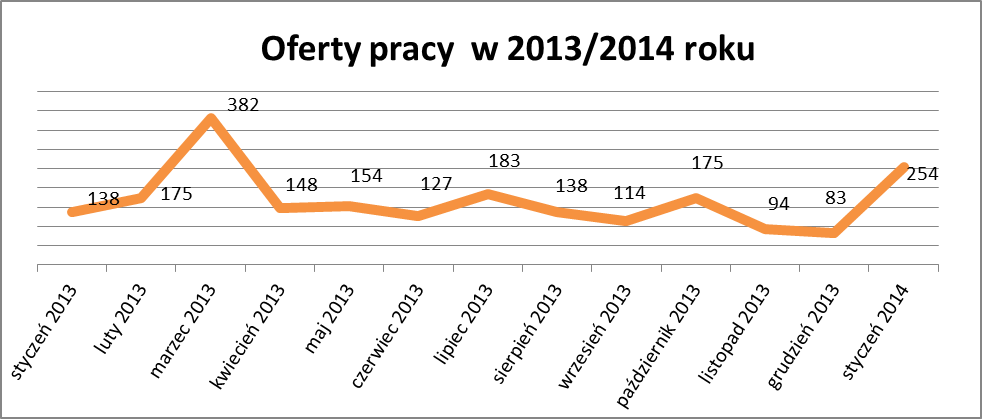 Oferty pracy w 2013/2014 roku
138
175
382
148
154
127
183
138
114
175
94
83
254
styczeń 2013
luty 2013
marzec 2013
kwiecień 2013
maj 2013
czerwiec 2013
lipiec 2013
sierpień 2013
wrzesień 2013
październik 2013
listopad 2013
grudzień 2013
styczeń 2014